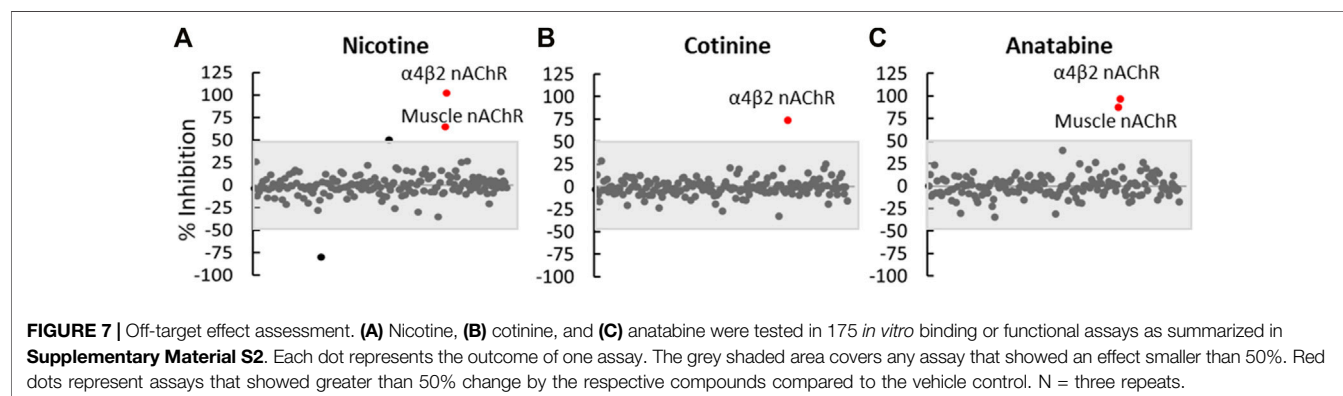 A
Nicotine
B
Cotinine
C
Anatabine
% Inhibition
125
100
75
50
25
0
-25
-50
-75
-100
α4β2 nAChR
Muscle nAChR
125
100
75
50
25
0
-25
-50
-75
-100
α4β2 nAChR
125
100
75
50
25
0
-25
-50
-75
-100
α4β2 nAChR
Muscle nAChR
FIGURE 7 | Off-target effect assessment. (A) Nicotine, (B) cotinine, and (C) anatabine were tested in 175 in vitro binding or functional assays as summarized in
Supplementary Material S2. Each dot represents the outcome of one assay. The grey shaded area covers any assay that showed an effect smaller than 50%. Red
dots represent assays that showed greater than 50% change by the respective compounds compared to the vehicle control. N = three repeats.